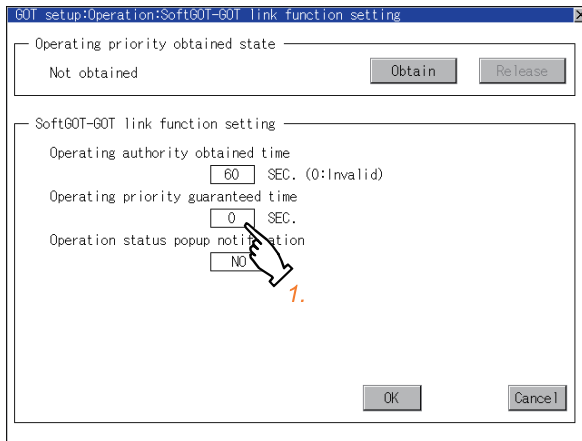 GOT setup:Operation:SoftGOT-GOT link function setting
Operating priority obtained state
Not obtained
Obtain
Release
SoftGOT-GOT link function setting
Operating authority obtained time
60 SEC. (0:Invalid)
Operating priority guaranteed time
0 SEC.
Operation status popup notification
NO
1.
OK
Cancel